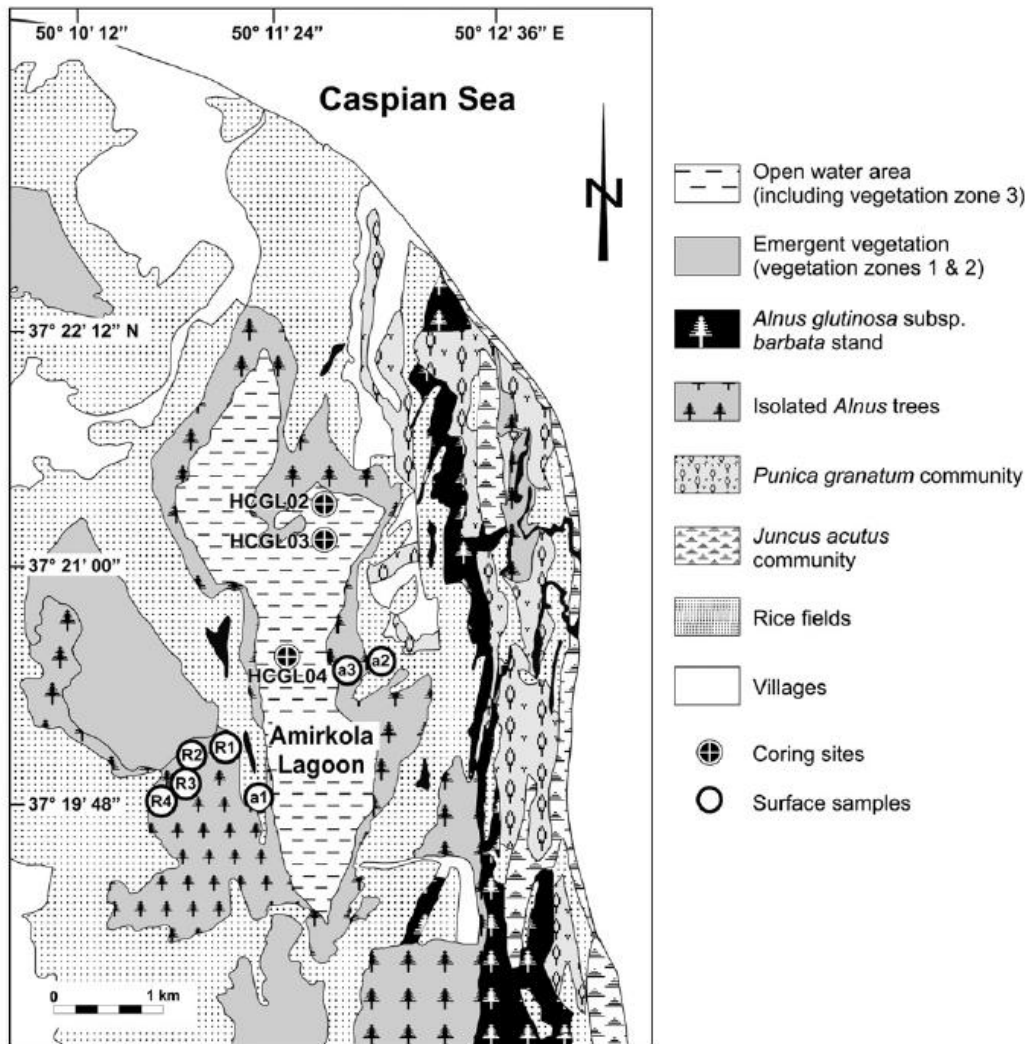 50° 10' 12”
50° 11' 24”
50° 12' 36” E
Caspian Sea
N
37° 22' 12” N
HCGL02
HCGL03
37° 21' 00”
HCGL04
a3
a2
Amirkola
Lagoon
R1
R2
R3
R4
a1
37° 19' 48”
0
1 km
Open water area
(including vegetation zone 3)
Emergent vegetation
(vegetation zones 1 & 2)
Alnus glutinosa subsp.
barbata stand
Isolated Alnus trees
Punica granatum community
Juncus acutus
community
Rice fields
Villages
Coring sites
Surface samples